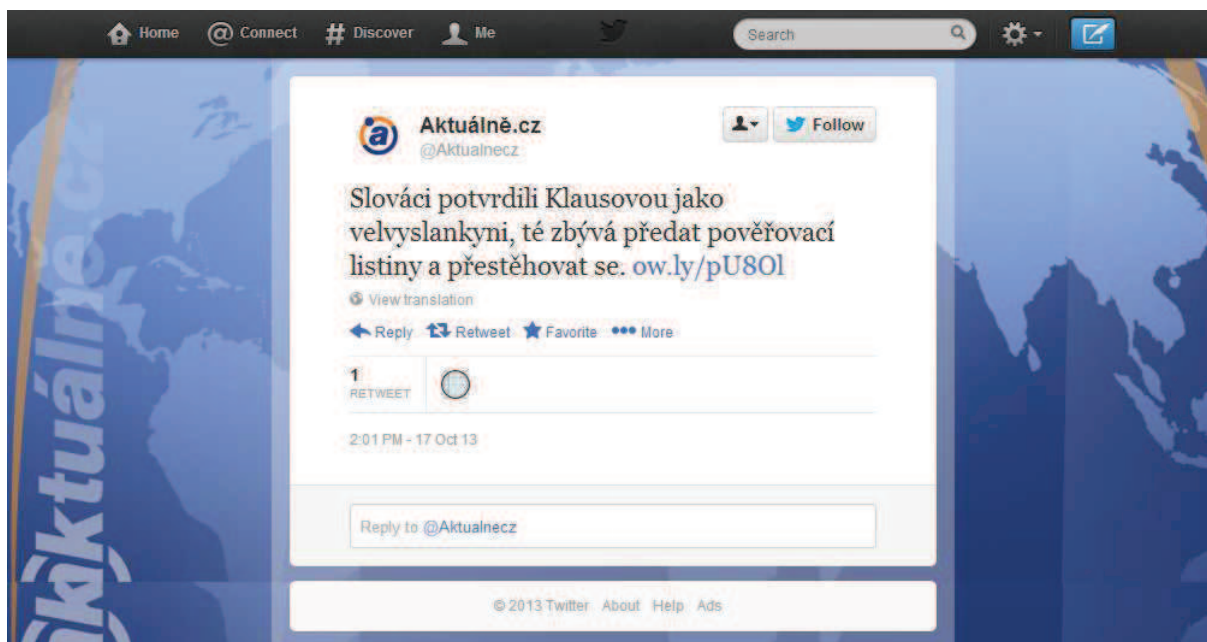 Home @ Connect # Discover Me
Search
Aktuálně.cz
@Aktualnecz
Follow
Slováci potvrdili Klausovou jako
velvyslankyni, té zbývá předat pověřovací
listiny a přestěhovat se. ow.ly/pU8Ol
View translation
Reply Retweet Favorite ••• More
1
RETWEET
2:01 PM - 17 Oct 13
Reply to @Aktualnecz
© 2013 Twitter About Help Ads
aktuálně.cz